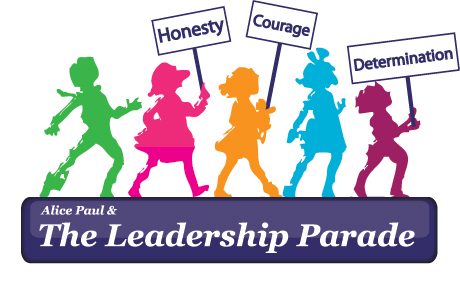 Honesty
Courage
Determination
Alice Paul &
The Leadership Parade